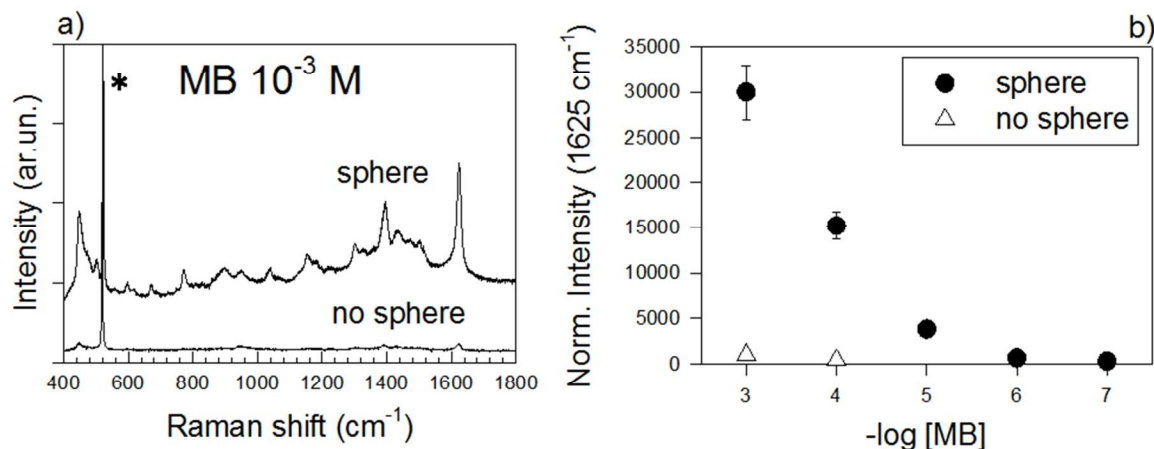 a)
*
MB 10⁻³ M
sphere
no sphere
Intensity (ar.un.)
400 600 800 1000 1200 1400 1600 1800
Raman shift (cm⁻¹)
b)
sphere
no sphere
Norm. Intensity (1625 cm⁻¹)
35000
30000
25000
20000
15000
10000
5000
0
3 4 5 6 7
-log [MB]